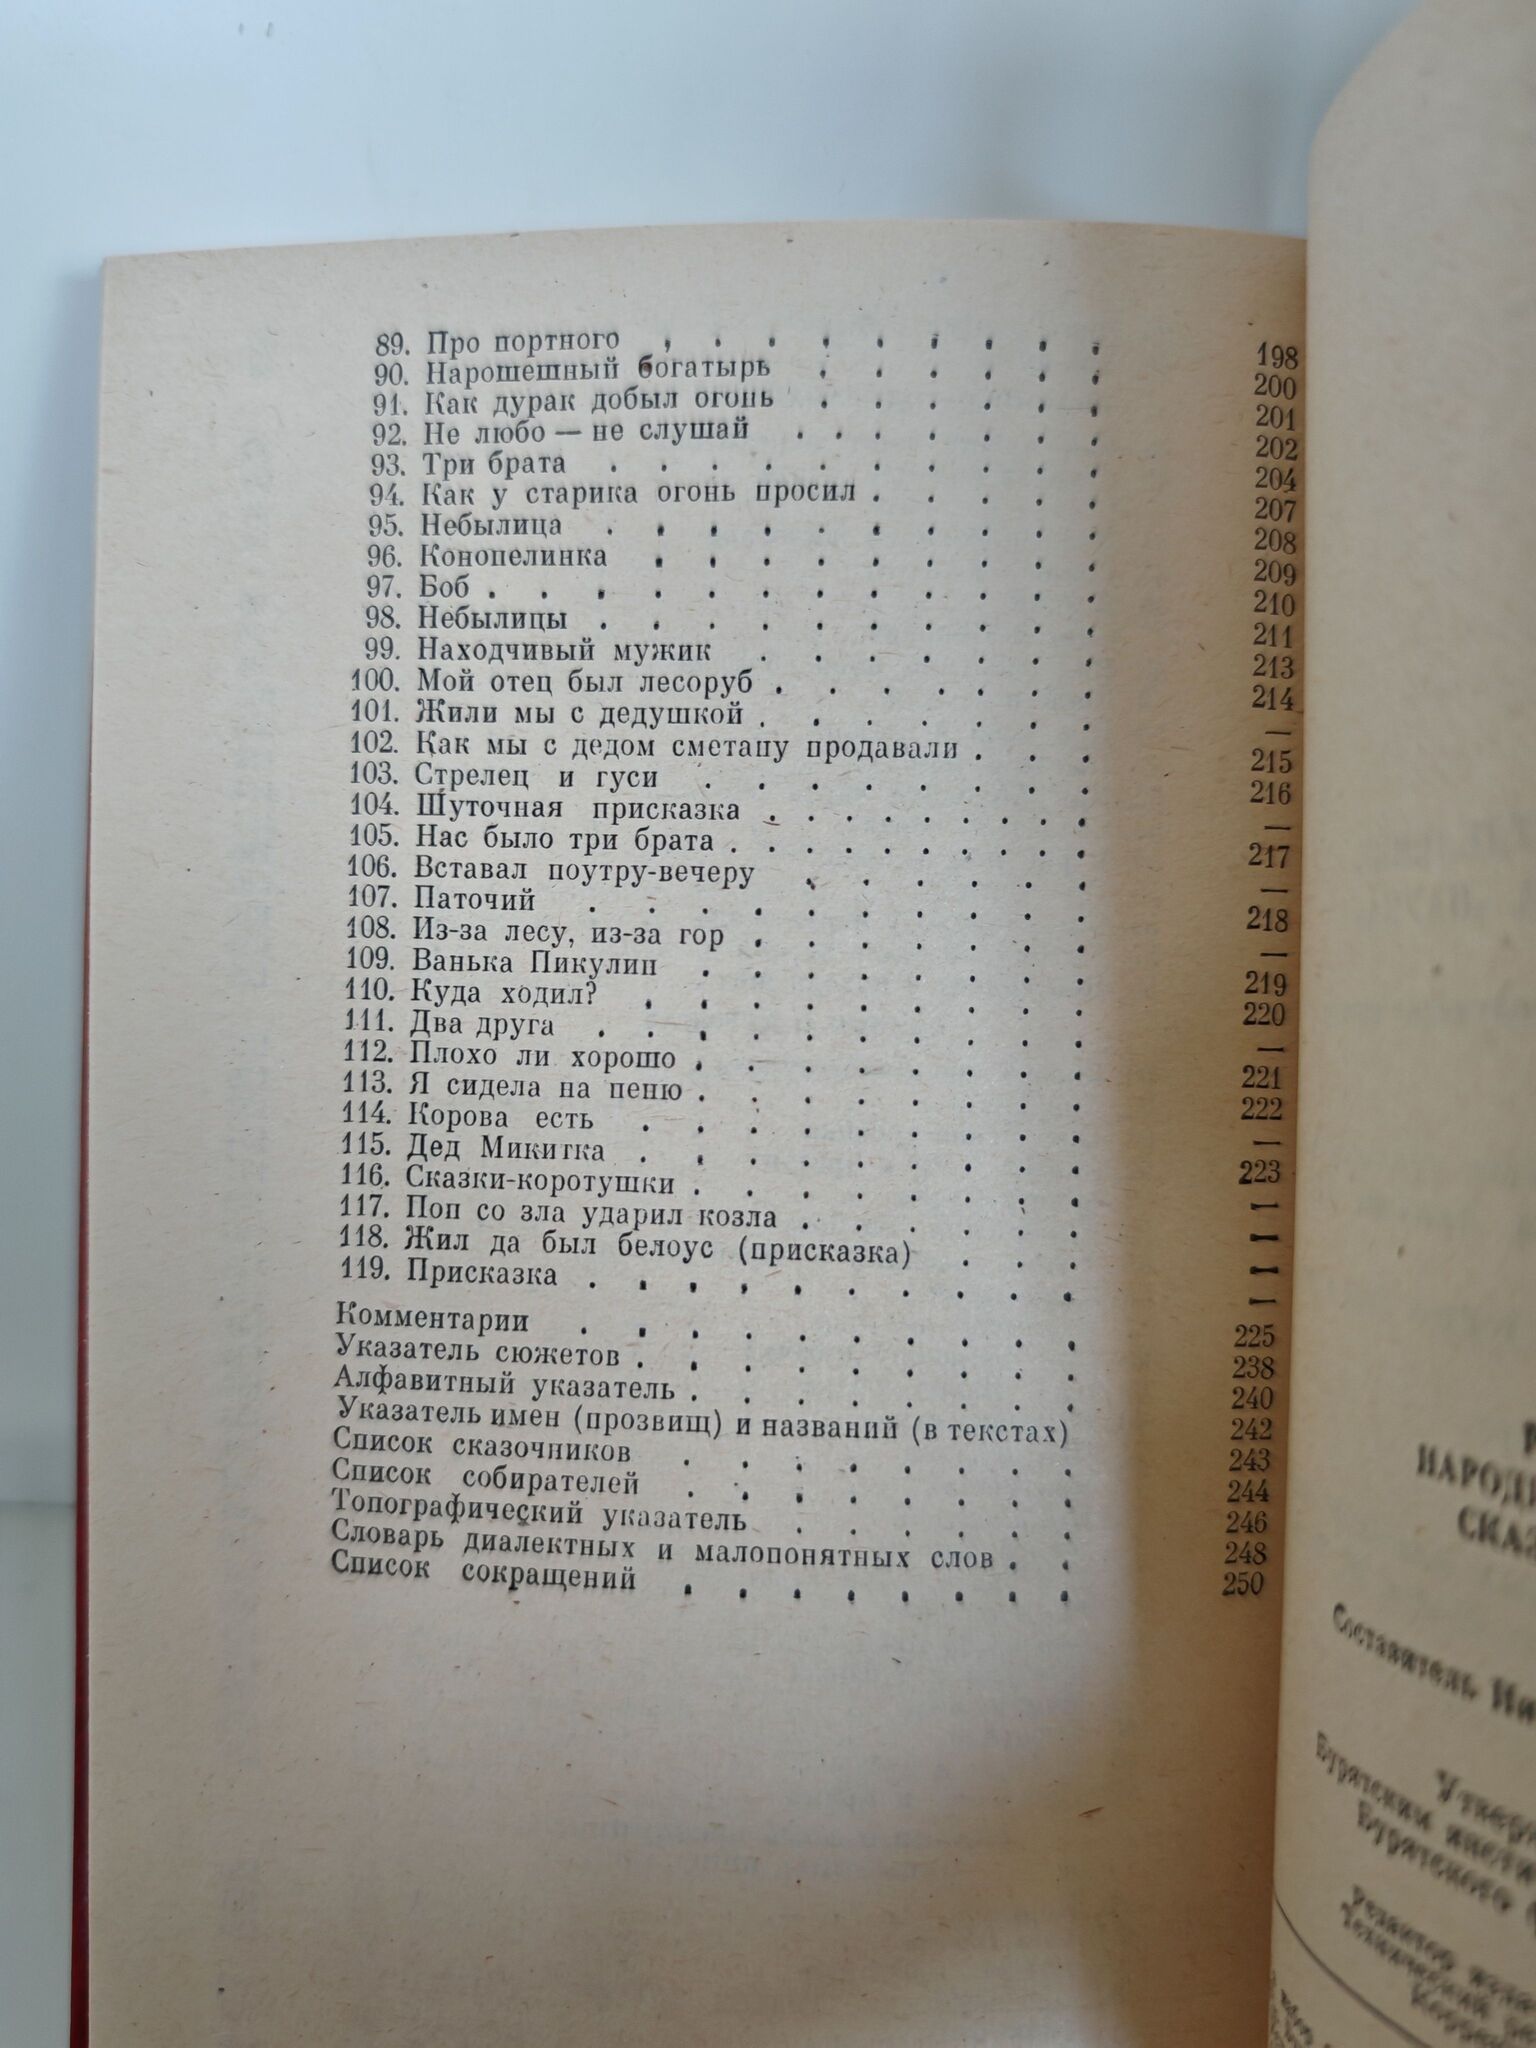 89. Про портного . . . . . . . . . 198
90. Нарошешный богатырь . . . . . . 200
91. Как дурак добыл огонь . . . . . . 201
92. Не любо — не слушай . . . . . . . 202
93. Три брата . . . . . . . . . . 204
94. Как у старика огонь просил . . . . . 207
95. Небылица . . . . . . . . . . 208
96. Конопелинка . . . . . . . . . 209
97. Боб . . . . . . . . . . . . 210
98. Небылицы . . . . . . . . . . 211
99. Находчивый мужик . . . . . . . 213
100. Мой отец был лесоруб . . . . . . . 214
101. Жили мы с дедушкой . . . . . . . —
102. Как мы с дедом сметану продавали . . . 215
103. Стрелец и гуси . . . . . . . . 216
104. Шуточная присказка . . . . . . . . —
105. Нас было три брата . . . . . . . . . 217
106. Вставал поутру-вечеру . . . . . . —
107. Паточий . . . . . . . . . . 218
108. Из-за лесу, из-за гор . . . . . . . —
109. Ванька Пикулин . . . . . . . . 219
110. Куда ходил? . . . . . . . . . 220
111. Два друга . . . . . . . . . . —
112. Плохо ли хорошо . . . . . . . . 221
113. Я сидела на пеню . . . . . . . . 222
114. Корова есть . . . . . . . . . —
115. Дед Микитка . . . . . . . . . 223
116. Сказки-коротушки . . . . . . . . —
117. Поп со зла ударил козла . . . . . . —
118. Жил да был белоус (присказка) . . . —
119. Присказка . . . . . . . . . . —
Комментарии . . . . . . . . . . 225
Указатель сюжетов . . . . . . . . . 238
Алфавитный указатель . . . . . . . . 240
Указатель имен (прозвищ) и названий (в текстах) 242
Список сказочников . . . . . . . . 243
Список собирателей . . . . . . . . 244
Топографический указатель . . . . . . 246
Словарь диалектных и малопонятных слов . . 248
Список сокращений . . . . . . . . 250
Составитель